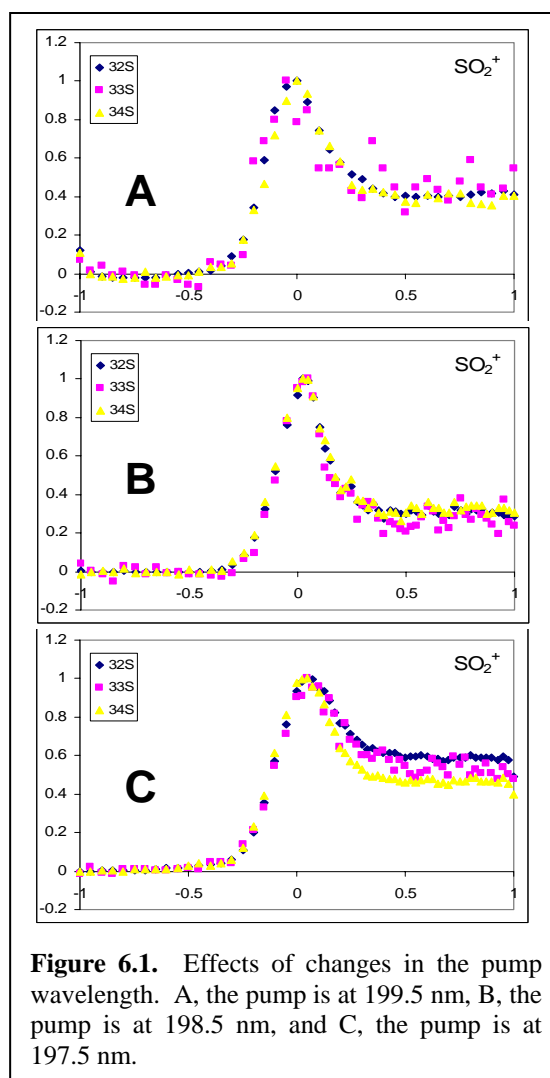 1.2
1
0.8
0.6
0.4
0.2
0
-0.2
-1
-0.5
0
0.5
1
32S
33S
34S
SO2+
A
1.2
1
0.8
0.6
0.4
0.2
0
-0.2
-1
-0.5
0
0.5
1
32S
33S
34S
SO2+
B
1.2
1
0.8
0.6
0.4
0.2
0
-0.2
-1
-0.5
0
0.5
1
32S
33S
34S
SO2+
C
Figure 6.1. Effects of changes in the pump
wavelength. A, the pump is at 199.5 nm, B, the
pump is at 198.5 nm, and C, the pump is at
197.5 nm.